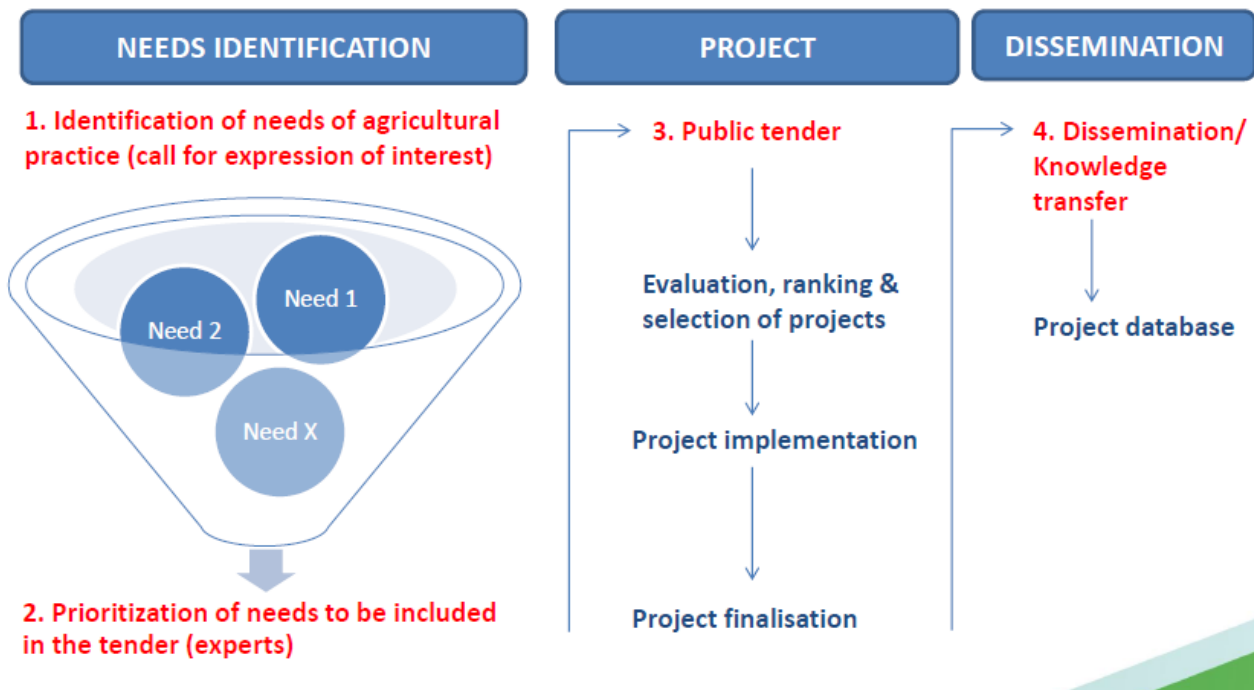 NEEDS IDENTIFICATION
1. Identification of needs of agricultural
practice (call for expression of interest)
Need 1
Need 2
Need X
2. Prioritization of needs to be included
in the tender (experts)
PROJECT
3. Public tender
Evaluation, ranking &
selection of projects
Project implementation
Project finalisation
DISSEMINATION
4. Dissemination/
Knowledge
transfer
Project database